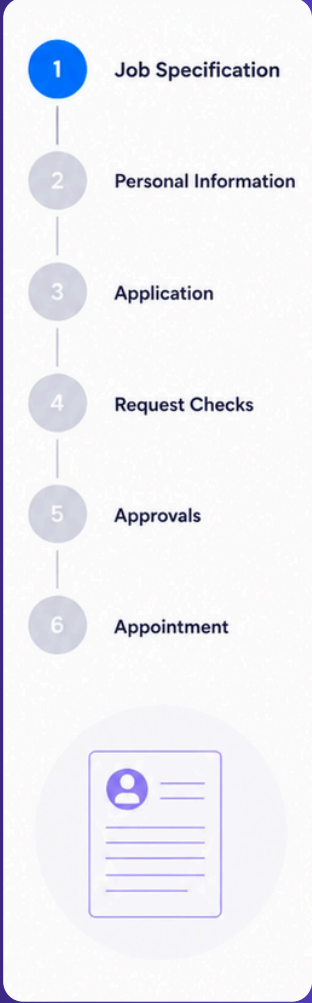 1 Job Specification
2 Personal Information
3 Application
4 Request Checks
5 Approvals
6 Appointment